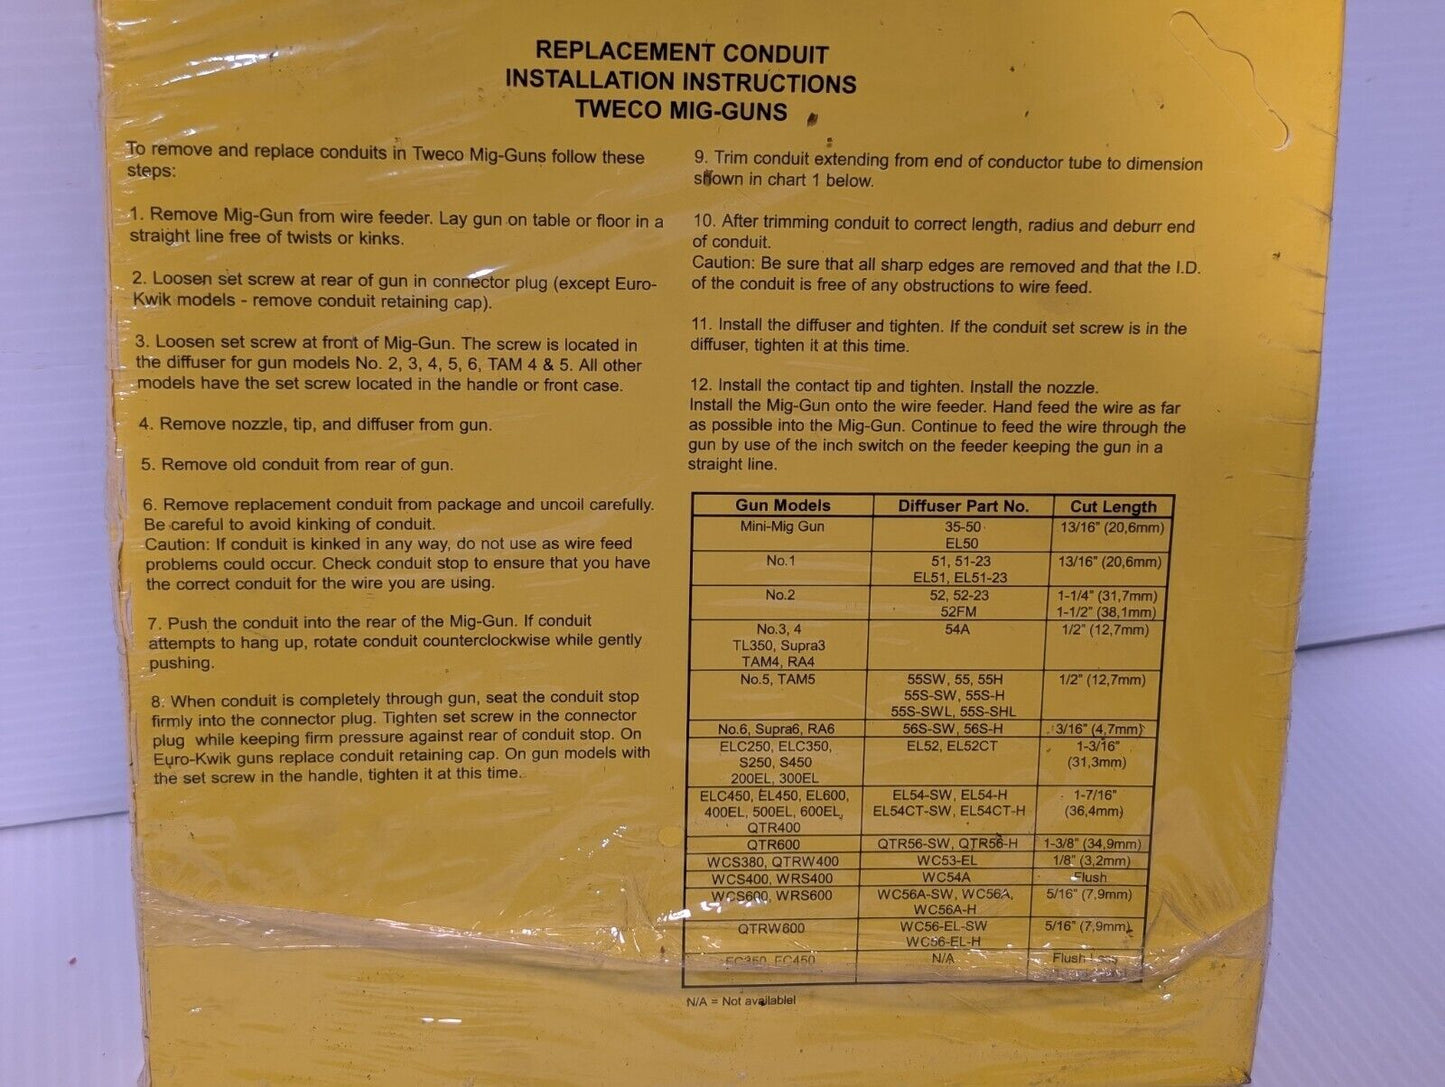 REPLACEMENT CONDUIT
INSTALLATION INSTRUCTIONS
TWECO MIG-GUNS
To remove and replace conduits in Tweco Mig-Guns follow these
steps:
1. Remove Mig-Gun from wire feeder. Lay gun on table or floor in a
straight line free of twists or kinks.
2. Loosen set screw at rear of gun in connector plug (except Euro-
Kwik models - remove conduit retaining cap).
3. Loosen set screw at front of Mig-Gun. The screw is located in
the diffuser for gun models No. 2, 3, 4, 5, 6, TAM 4 & 5. All other
models have the set screw located in the handle or front case.
4. Remove nozzle, tip, and diffuser from gun.
5. Remove old conduit from rear of gun.
6. Remove replacement conduit from package and uncoil carefully.
Be careful to avoid kinking of conduit.
Caution: If conduit is kinked in any way, do not use as wire feed
problems could occur. Check conduit stop to ensure that you have
the correct conduit for the wire you are using.
7. Push the conduit into the rear of the Mig-Gun. If conduit
attempts to hang up, rotate conduit counterclockwise while gently
pushing.
8. When conduit is completely through gun, seat the conduit stop
firmly into the connector plug. Tighten set screw in the connector
plug while keeping firm pressure against rear of conduit stop. On
Euro-Kwik guns replace conduit retaining cap. On gun models with
the set screw in the handle, tighten it at this time.
9. Trim conduit extending from end of conductor tube to dimension
shown in chart 1 below.
10. After trimming conduit to correct length, radius and deburr end
of conduit.
Caution: Be sure that all sharp edges are removed and that the I.D.
of the conduit is free of any obstructions to wire feed.
11. Install the diffuser and tighten. If the conduit set screw is in the
diffuser, tighten it at this time.
12. Install the contact tip and tighten. Install the nozzle.
Install the Mig-Gun onto the wire feeder. Hand feed the wire as far
as possible into the Mig-Gun. Continue to feed the wire through the
gun by use of the inch switch on the feeder keeping the gun in a
straight line.
Gun Models Diffuser Part No. Cut Length
Mini-Mig Gun 35-50 13/16" (20,6mm)
EL50
No.1 51, 51-23 13/16" (20,6mm)
EL51, EL51-23
No.2 52, 52-23 1-1/4" (31,7mm)
52FM 1-1/2" (38,1mm)
No.3, 4 54A 1/2" (12,7mm)
TL350, Supra3
TAM4, RA4
No.5, TAM5 55SW, 55, 55H 1/2" (12,7mm)
55S-SW, 55S-H
55S-SWL, 55S-SHL
No.6, Supra6, RA6 56S-SW, 56S-H 3/16" (4,7mm)
ELC250, ELC350, EL52, EL52CT 1-3/16"
S250, S450 (31,3mm)
200EL, 300EL
ELC450, EL450, EL600, EL54-SW, EL54-H 1-7/16"
400EL, 500EL, 600EL, EL54CT-SW, EL54CT-H (36,4mm)
QTR400
QTR600 QTR56-SW, QTR56-H 1-3/8" (34,9mm)
WCS380, QTRW400 WC53-EL 1/8" (3,2mm)
WCS400, WRS400 WC54A Flush
WCS600, WRS600 WC56A-SW, WC56A, 5/16" (7,9mm)
WC56A-H
QTRW600 WC56-EL-SW 5/16" (7,9mm)
WC56-EL-H
FC350, FC450 N/A Flush
N/A = Not available!